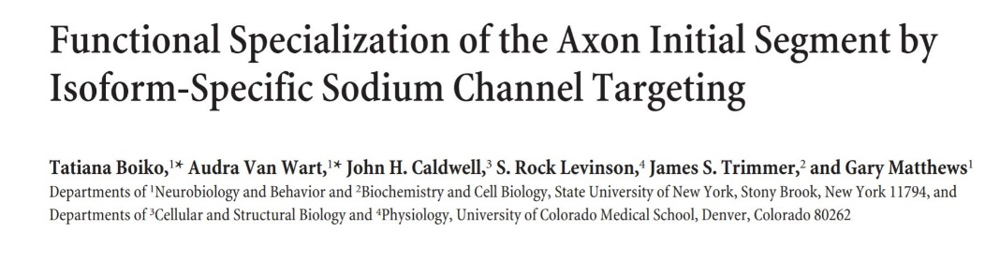 Functional Specialization of the Axon Initial Segment by
Isoform-Specific Sodium Channel Targeting
Tatiana Boiko,¹* Audra Van Wart,¹* John H. Caldwell,³ S. Rock Levinson,⁴ James S. Trimmer,² and Gary Matthews¹
Departments of ¹Neurobiology and Behavior and ²Biochemistry and Cell Biology, State University of New York, Stony Brook, New York 11794, and
Departments of ³Cellular and Structural Biology and ⁴Physiology, University of Colorado Medical School, Denver, Colorado 80262